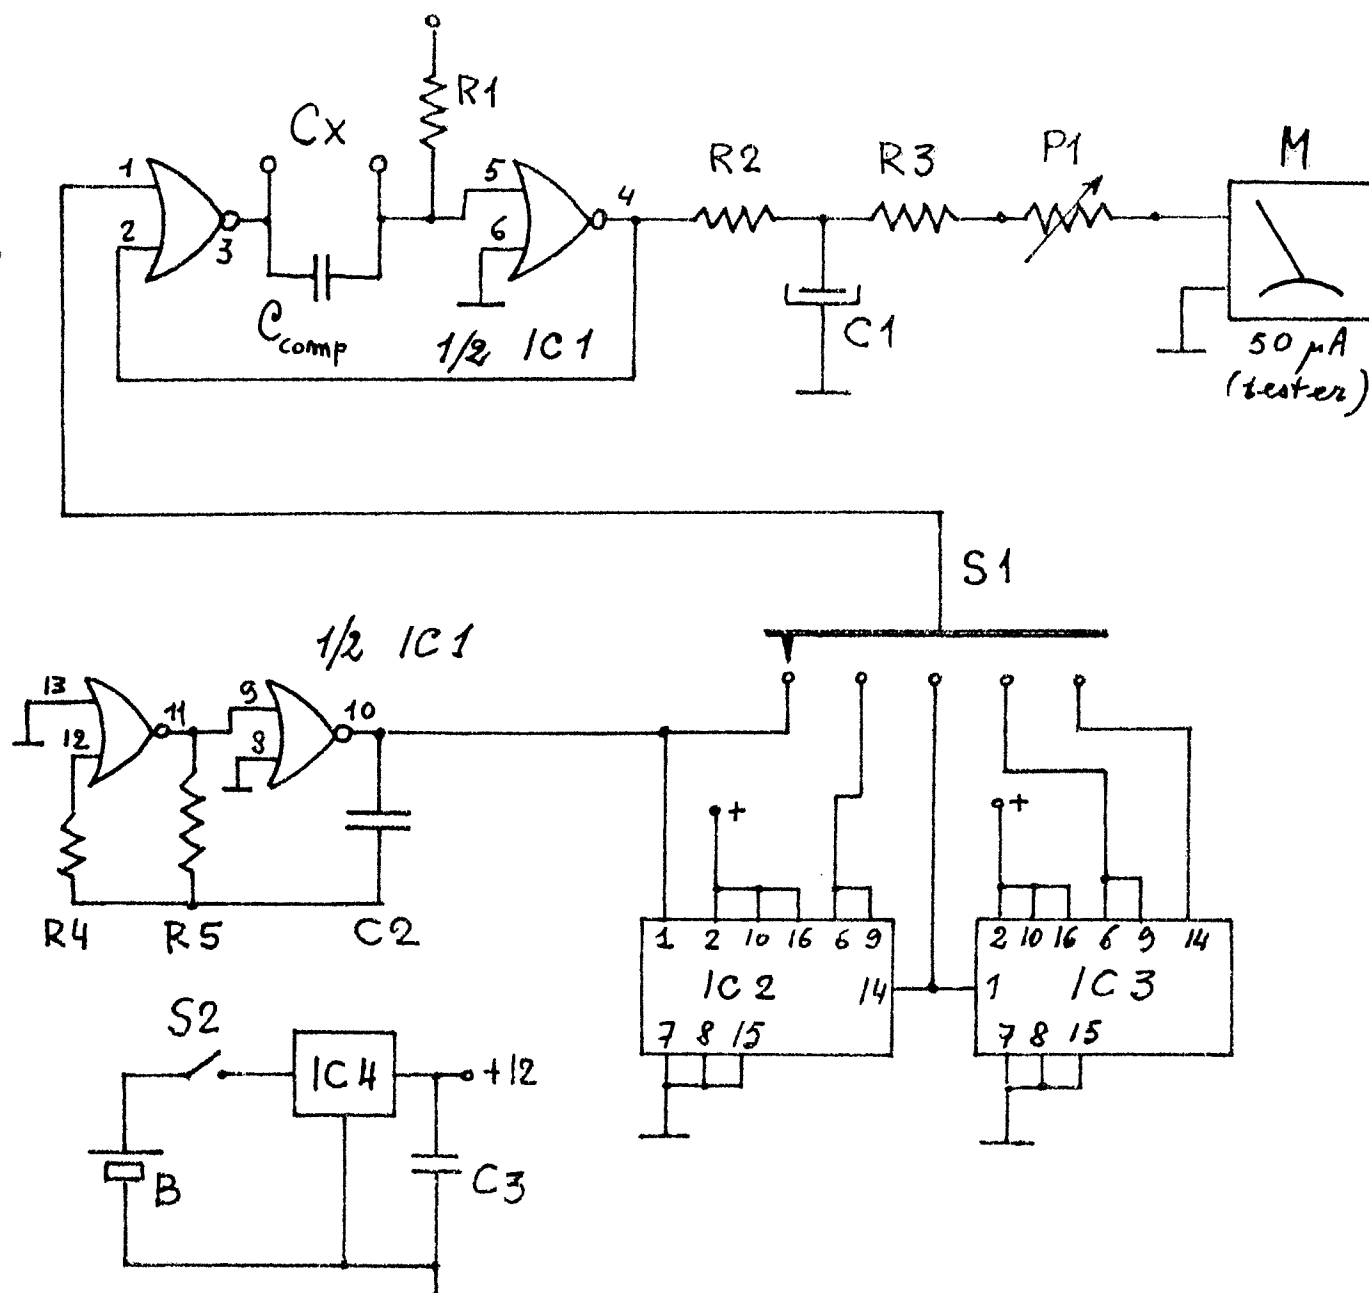 R1
Cx
1
2
3
5
6
4
R2
R3
P1
M
Ccomp
1/2 IC1
C1
50 µA
(tester)
S1
1/2 IC1
13
12
11
9
8
10
+
+
R4
R5
C2
1 2 10 16 6 9
IC2
14
7 8 15
2 10 16 6 9 14
1
IC3
7 8 15
S2
IC4
+12
B
C3